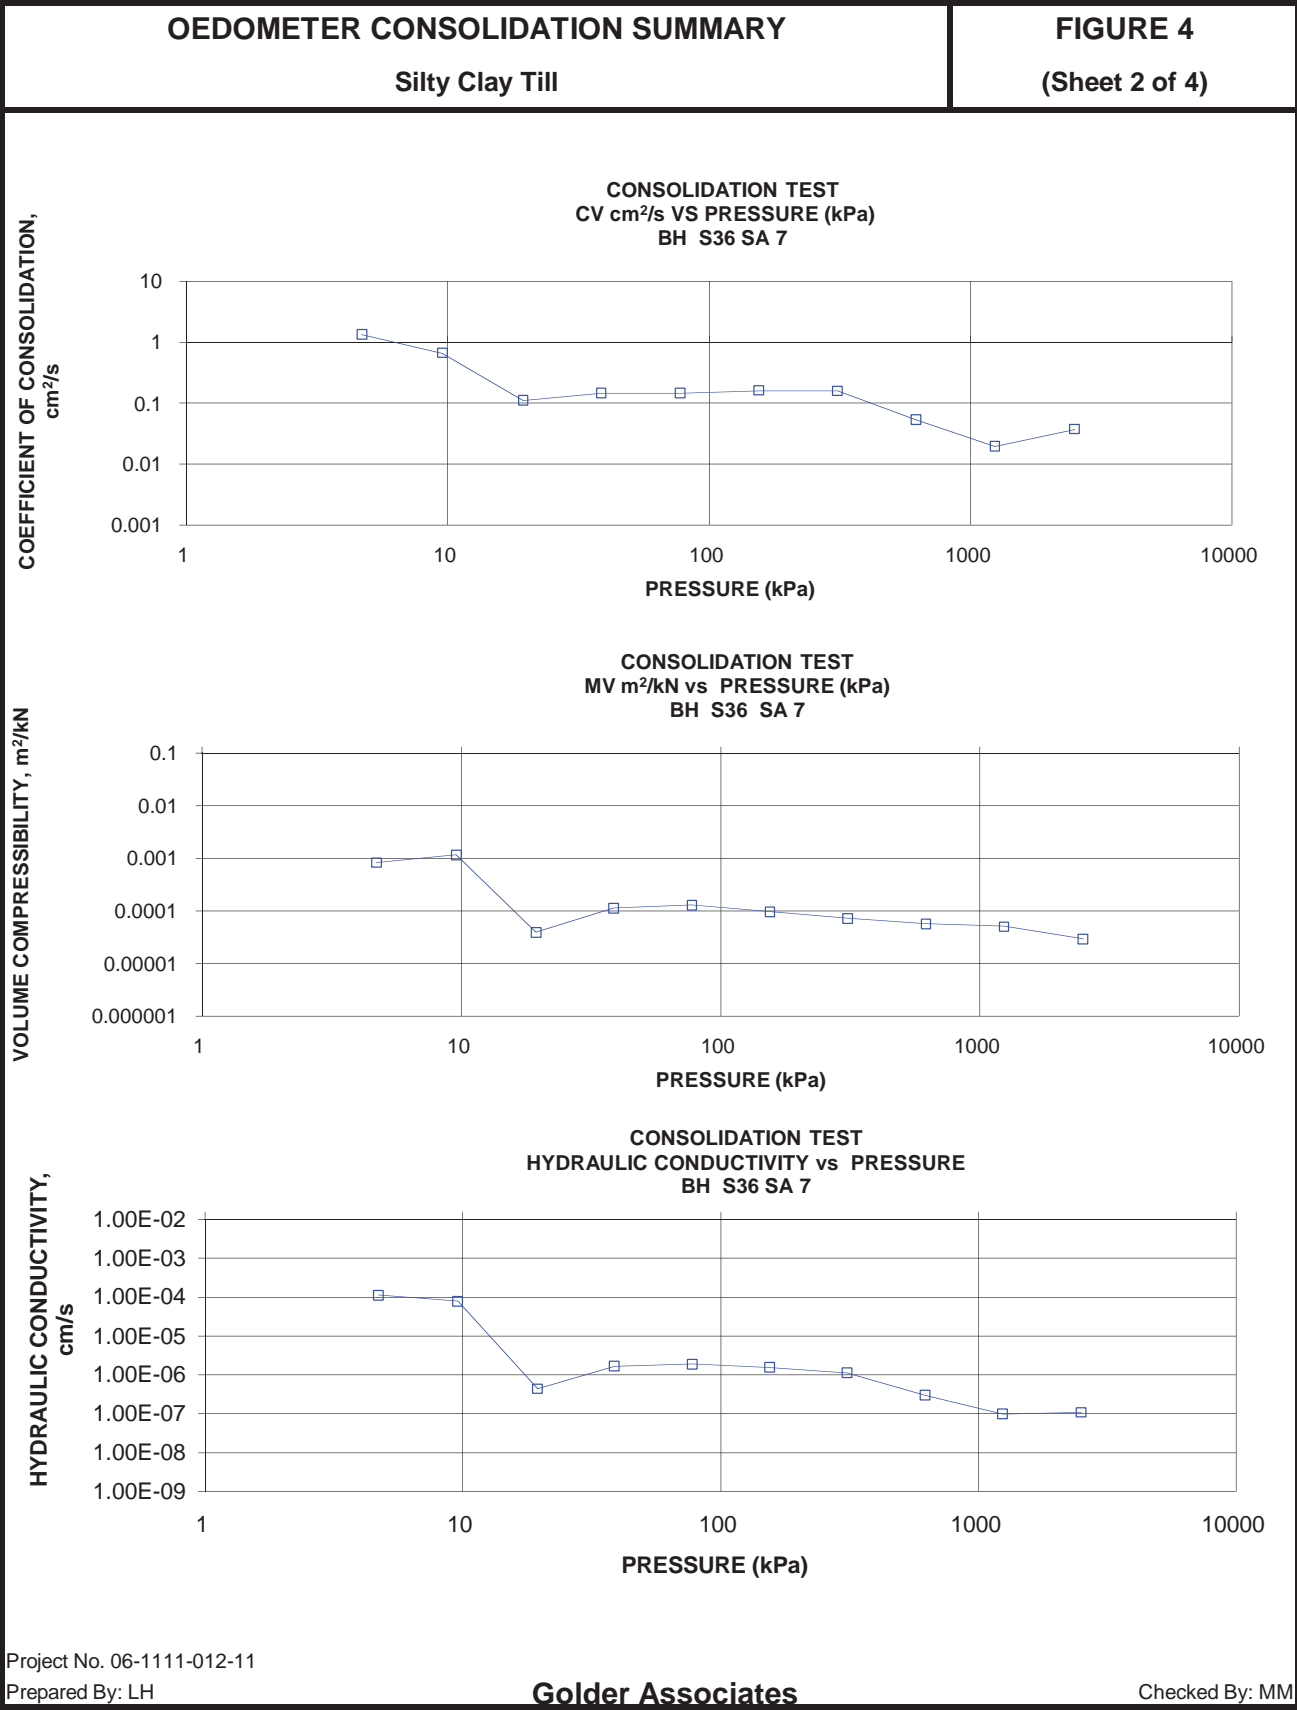 OEDOMETER CONSOLIDATION SUMMARY
Silty Clay Till
FIGURE 4
(Sheet 2 of 4)
CONSOLIDATION TEST
CV cm²/s VS PRESSURE (kPa)
BH S36 SA 7
COEFFICIENT OF CONSOLIDATION,
cm²/s
10
1
0.1
0.01
0.001
1 10 100 1000 10000
PRESSURE (kPa)
CONSOLIDATION TEST
MV m²/kN vs PRESSURE (kPa)
BH S36 SA 7
VOLUME COMPRESSIBILITY, m²/kN
0.1
0.01
0.001
0.0001
0.00001
0.000001
1 10 100 1000 10000
PRESSURE (kPa)
CONSOLIDATION TEST
HYDRAULIC CONDUCTIVITY vs PRESSURE
BH S36 SA 7
HYDRAULIC CONDUCTIVITY,
cm/s
1.00E-02
1.00E-03
1.00E-04
1.00E-05
1.00E-06
1.00E-07
1.00E-08
1.00E-09
1 10 100 1000 10000
PRESSURE (kPa)
Project No. 06-1111-012-11
Prepared By: LH
Golder Associates
Checked By: MM